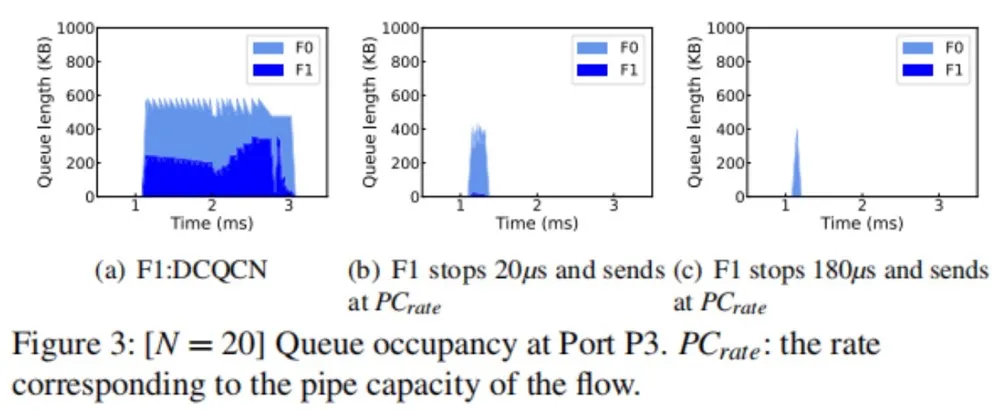 1000
800
600
400
200
0
Queue length (KB)
F0
F1
1 2 3
Time (ms)
1000
800
600
400
200
0
Queue length (KB)
F0
F1
1 2 3
Time (ms)
1000
800
600
400
200
0
Queue length (KB)
F0
F1
1 2 3
Time (ms)
(a) F1:DCQCN
(b) F1 stops 20μs and sends
at PCrate
(c) F1 stops 180μs and sends
at PCrate
Figure 3: [N = 20] Queue occupancy at Port P3. PCrate: the rate
corresponding to the pipe capacity of the flow.